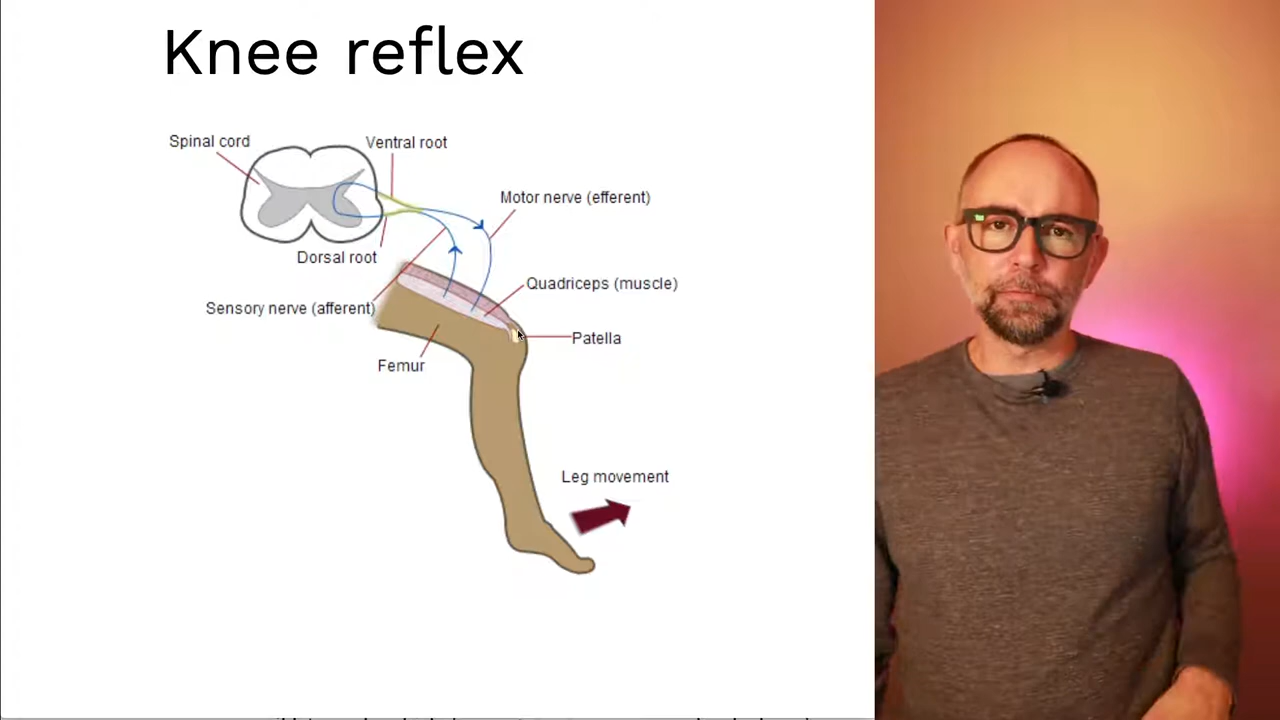 Knee reflex
Spinal cord
Ventral root
Motor nerve (efferent)
Dorsal root
Quadriceps (muscle)
Sensory nerve (afferent)
Patella
Femur
Leg movement